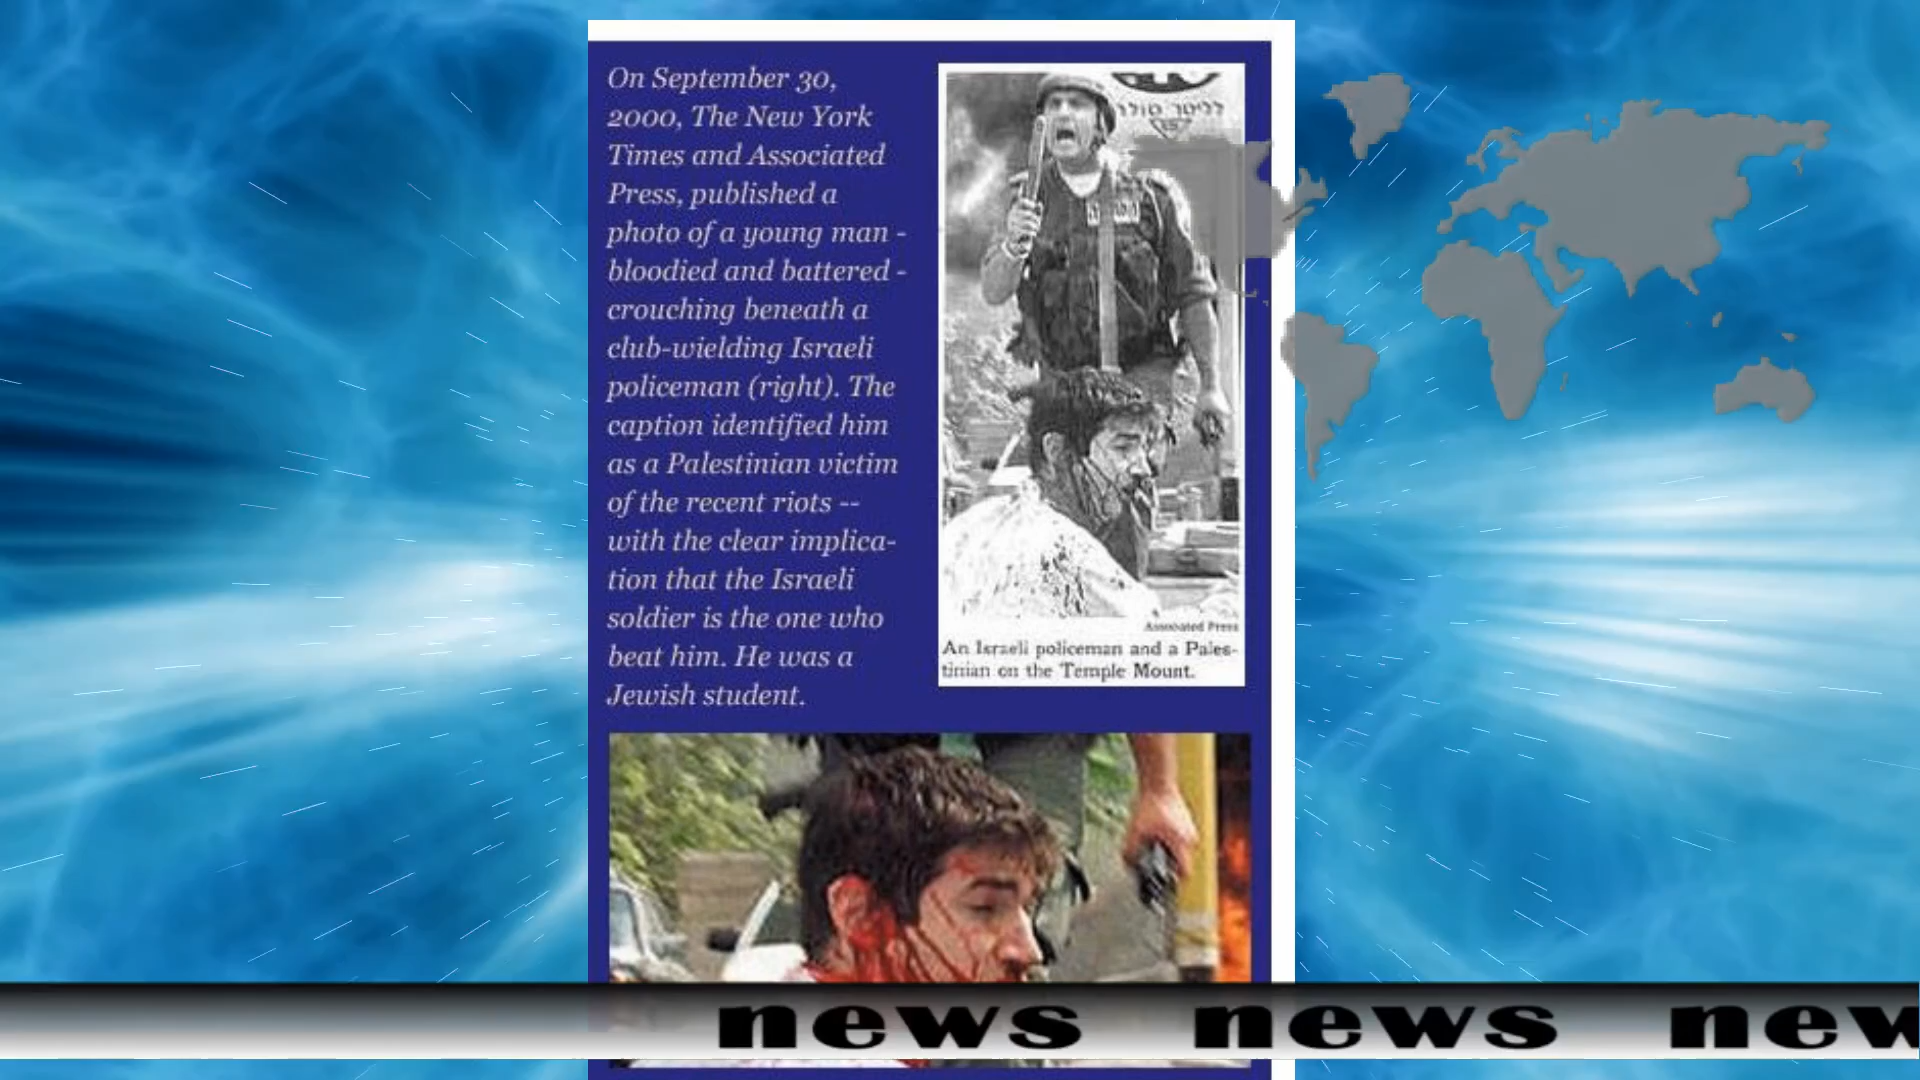 On September 30,
2000, The New York
Times and Associated
Press, published a
photo of a young man -
bloodied and battered -
crouching beneath a
club-wielding Israeli
policeman (right). The
caption identified him
as a Palestinian victim
of the recent riots --
with the clear implica-
tion that the Israeli
soldier is the one who
beat him. He was a
Jewish student.
לליטר סולר
Associated Press
An Israeli policeman and a Pales-
tinian on the Temple Mount.
news news new